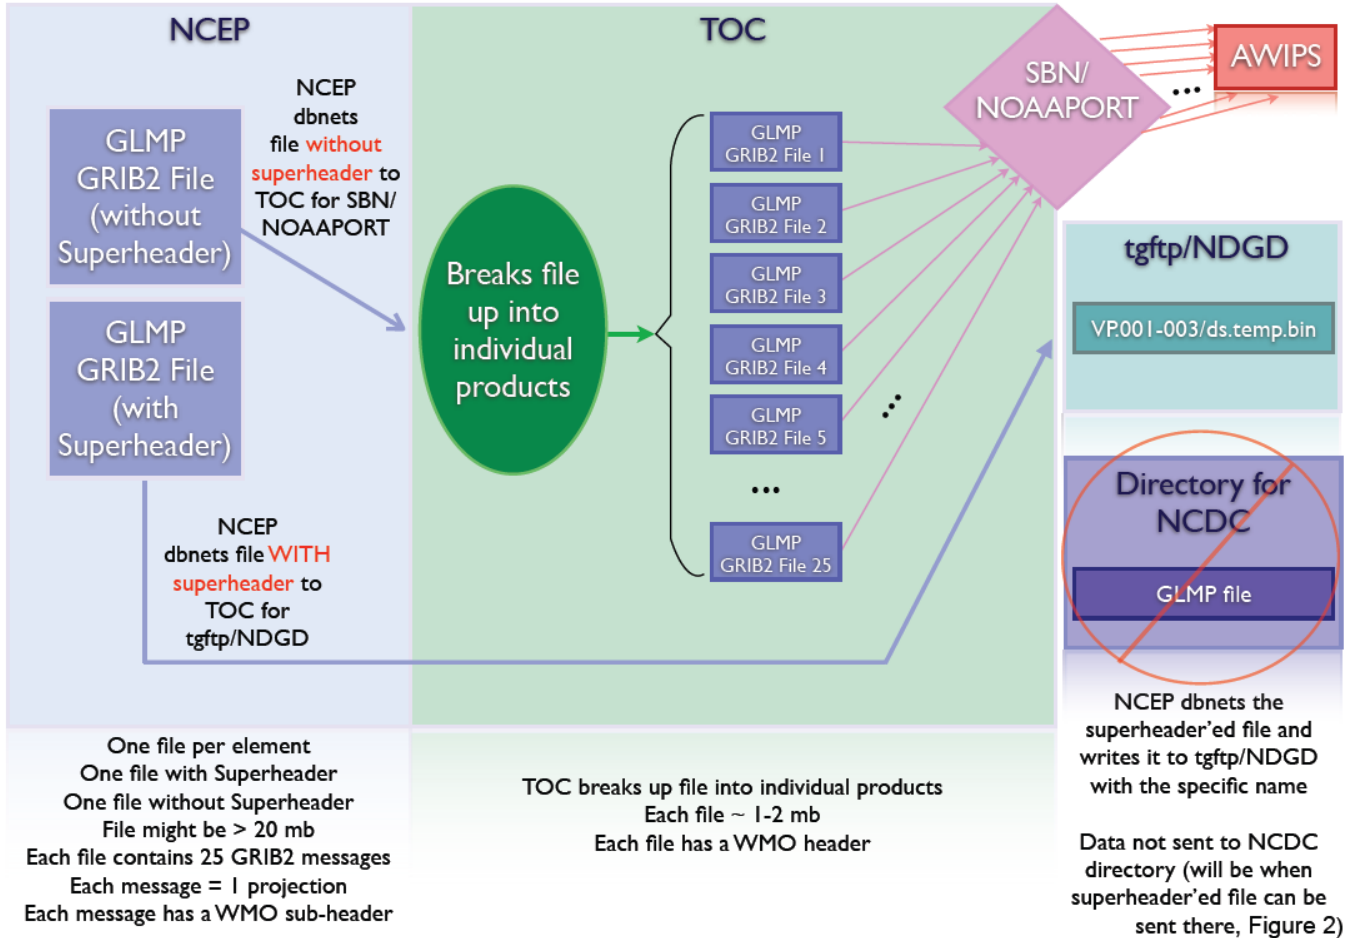 NCEP
GLMP
GRIB2 File
(without
Superheader)
NCEP
dbnets
file without
superheader to
TOC for SBN/
NOAAPORT
GLMP
GRIB2 File
(with
Superheader)
NCEP
dbnets file WITH
superheader to
TOC for
tgftp/NDGD
TOC
Breaks file
up into
individual
products
GLMP
GRIB2 File 1
GLMP
GRIB2 File 2
GLMP
GRIB2 File 3
GLMP
GRIB2 File 4
GLMP
GRIB2 File 5
...
...
GLMP
GRIB2 File 25
SBN/
NOAAPORT
...
AWIPS
tgftp/NDGD
VP.001-003/ds.temp.bin
Directory for
NCDC
GLMP file
One file per element
One file with Superheader
One file without Superheader
File might be > 20 mb
Each file contains 25 GRIB2 messages
Each message = 1 projection
Each message has a WMO sub-header
TOC breaks up file into individual products
Each file ~ 1-2 mb
Each file has a WMO header
NCEP dbnets the
superheader'ed file and
writes it to tgftp/NDGD
with the specific name
Data not sent to NCDC
directory (will be when
superheader'ed file can be
sent there, Figure 2)